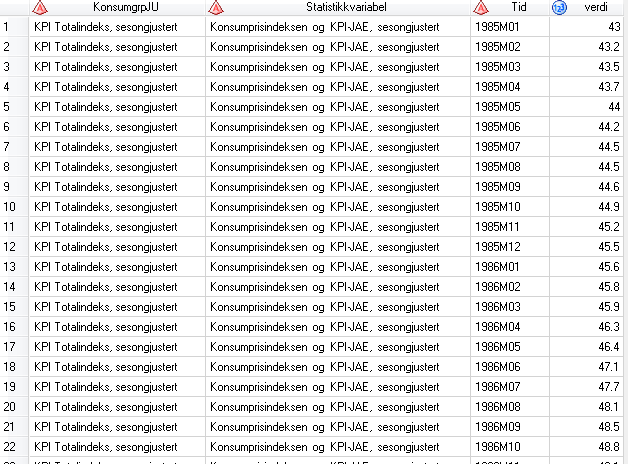 KonsumgrpJU Statistikkvariabel Tid verdi
1 KPI Totalindeks, sesongjustert Konsumprisindeksen og KPI-JAE, sesongjustert 1985M01 43
2 KPI Totalindeks, sesongjustert Konsumprisindeksen og KPI-JAE, sesongjustert 1985M02 43.2
3 KPI Totalindeks, sesongjustert Konsumprisindeksen og KPI-JAE, sesongjustert 1985M03 43.5
4 KPI Totalindeks, sesongjustert Konsumprisindeksen og KPI-JAE, sesongjustert 1985M04 43.7
5 KPI Totalindeks, sesongjustert Konsumprisindeksen og KPI-JAE, sesongjustert 1985M05 44
6 KPI Totalindeks, sesongjustert Konsumprisindeksen og KPI-JAE, sesongjustert 1985M06 44.2
7 KPI Totalindeks, sesongjustert Konsumprisindeksen og KPI-JAE, sesongjustert 1985M07 44.5
8 KPI Totalindeks, sesongjustert Konsumprisindeksen og KPI-JAE, sesongjustert 1985M08 44.5
9 KPI Totalindeks, sesongjustert Konsumprisindeksen og KPI-JAE, sesongjustert 1985M09 44.6
10 KPI Totalindeks, sesongjustert Konsumprisindeksen og KPI-JAE, sesongjustert 1985M10 44.9
11 KPI Totalindeks, sesongjustert Konsumprisindeksen og KPI-JAE, sesongjustert 1985M11 45.2
12 KPI Totalindeks, sesongjustert Konsumprisindeksen og KPI-JAE, sesongjustert 1985M12 45.5
13 KPI Totalindeks, sesongjustert Konsumprisindeksen og KPI-JAE, sesongjustert 1986M01 45.6
14 KPI Totalindeks, sesongjustert Konsumprisindeksen og KPI-JAE, sesongjustert 1986M02 45.8
15 KPI Totalindeks, sesongjustert Konsumprisindeksen og KPI-JAE, sesongjustert 1986M03 45.9
16 KPI Totalindeks, sesongjustert Konsumprisindeksen og KPI-JAE, sesongjustert 1986M04 46.3
17 KPI Totalindeks, sesongjustert Konsumprisindeksen og KPI-JAE, sesongjustert 1986M05 46.4
18 KPI Totalindeks, sesongjustert Konsumprisindeksen og KPI-JAE, sesongjustert 1986M06 47.1
19 KPI Totalindeks, sesongjustert Konsumprisindeksen og KPI-JAE, sesongjustert 1986M07 47.7
20 KPI Totalindeks, sesongjustert Konsumprisindeksen og KPI-JAE, sesongjustert 1986M08 48.1
21 KPI Totalindeks, sesongjustert Konsumprisindeksen og KPI-JAE, sesongjustert 1986M09 48.5
22 KPI Totalindeks, sesongjustert Konsumprisindeksen og KPI-JAE, sesongjustert 1986M10 48.8